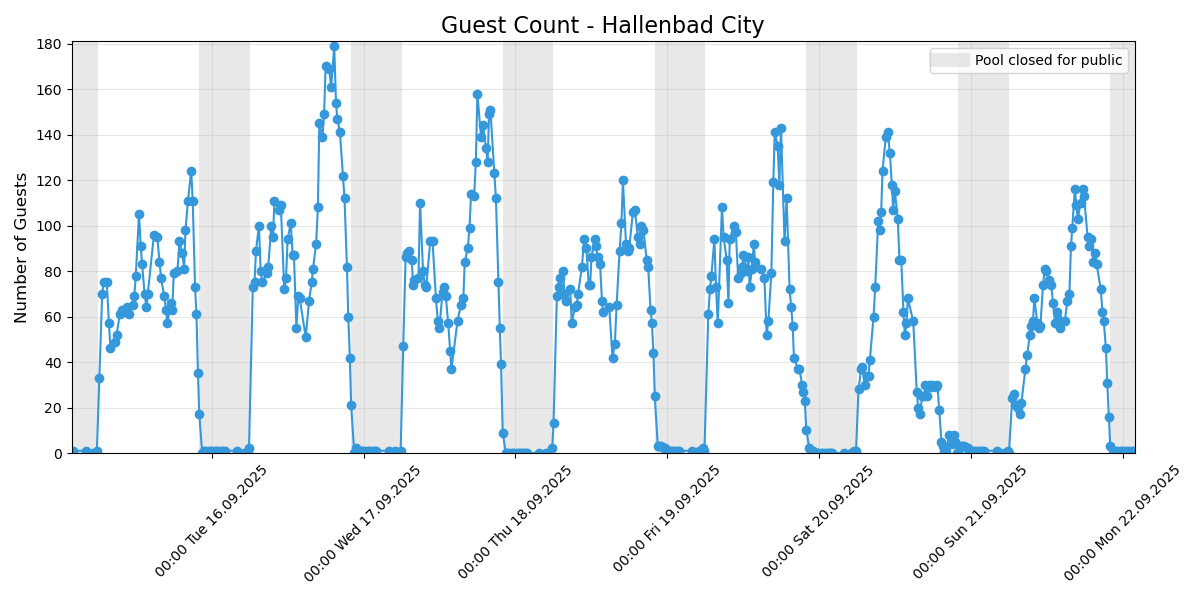 Guest Count - Hallenbad City
Number of Guests
180
160
140
120
100
80
60
40
20
0
Pool closed for public
00:00 Tue 16.09.2025
00:00 Wed 17.09.2025
00:00 Thu 18.09.2025
00:00 Fri 19.09.2025
00:00 Sat 20.09.2025
00:00 Sun 21.09.2025
00:00 Mon 22.09.2025